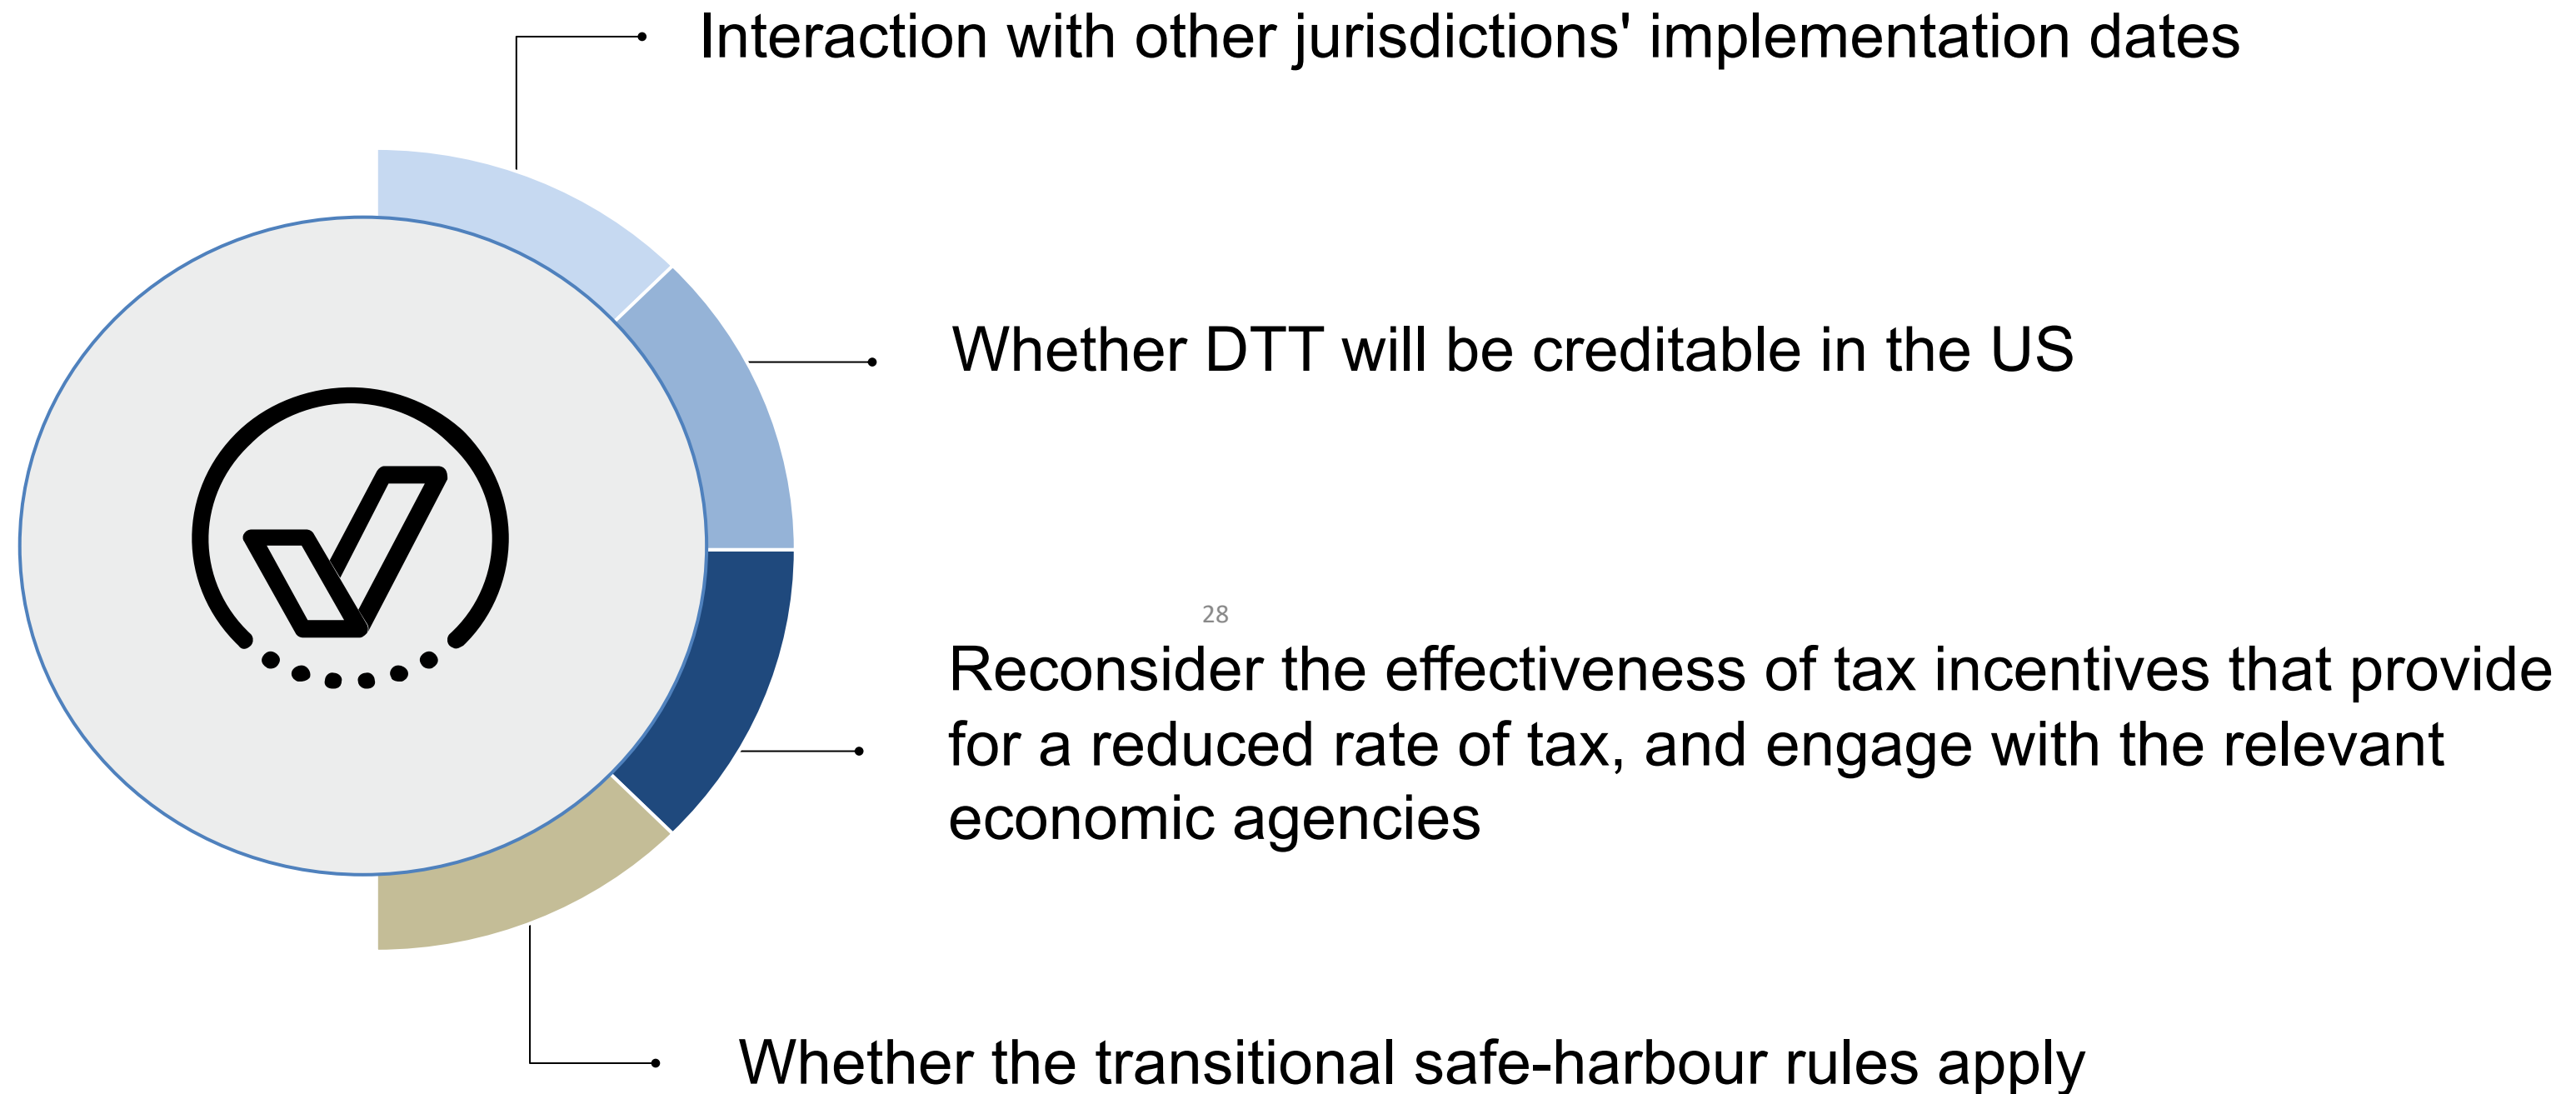 Interaction with other jurisdictions' implementation dates
Whether DTT will be creditable in the US
28
Reconsider the effectiveness of tax incentives that provide
for a reduced rate of tax, and engage with the relevant
economic agencies
Whether the transitional safe-harbour rules apply